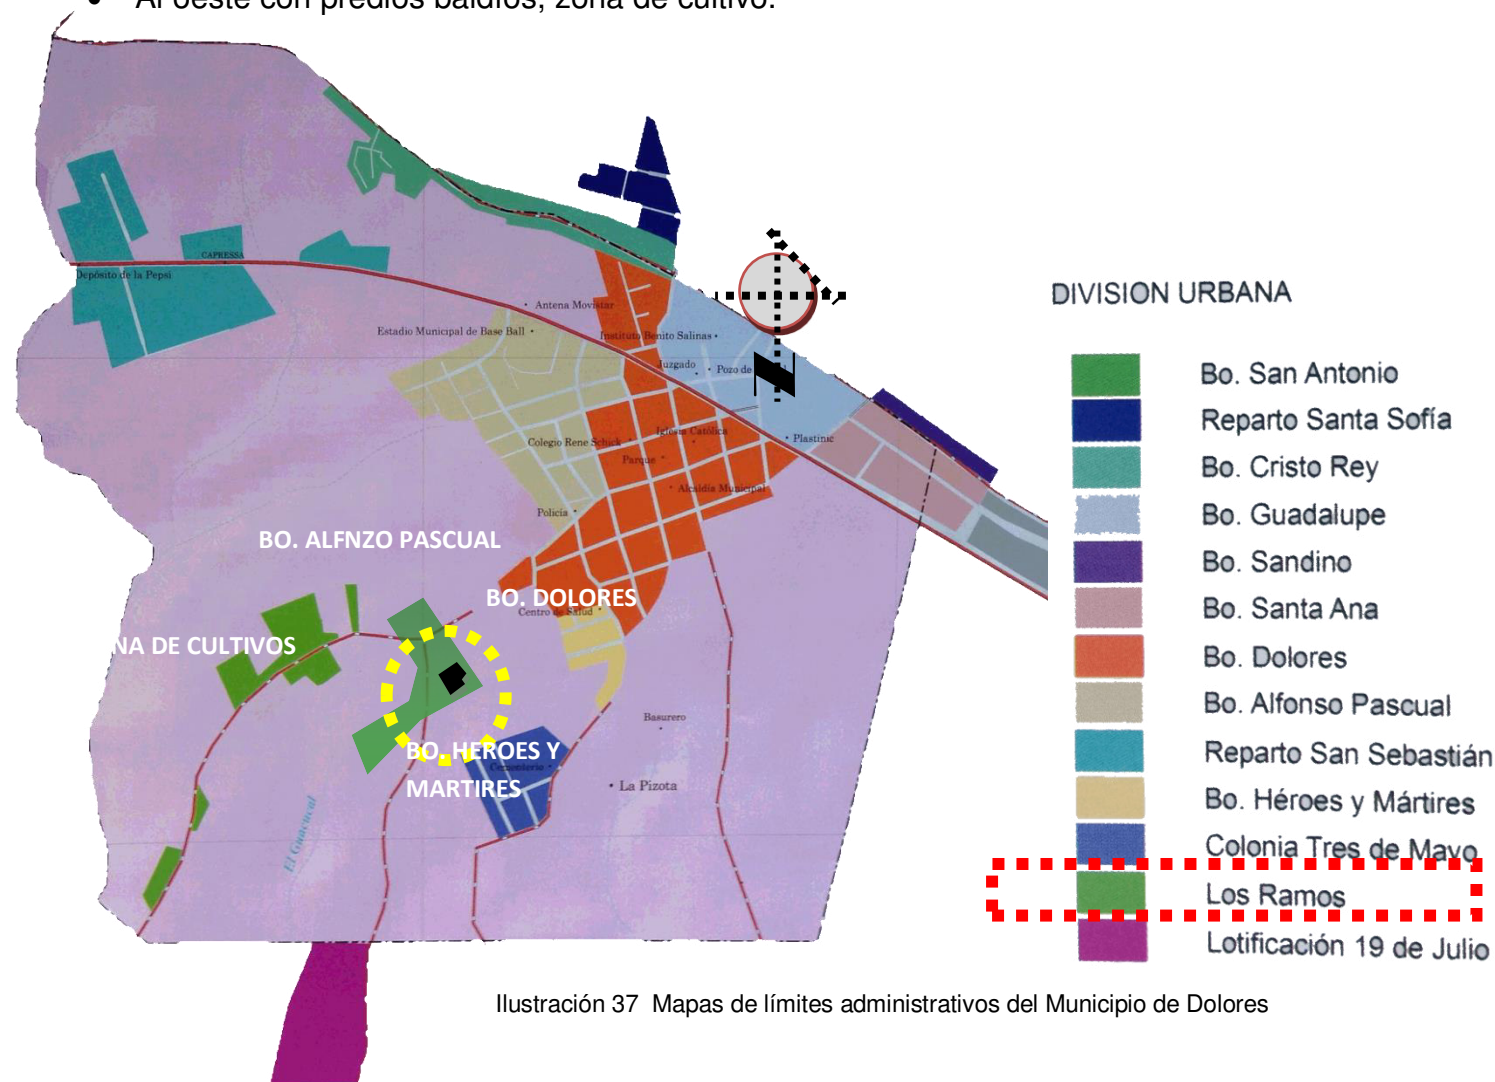 • Al oeste con predios baldíos, zona de cultivo.
CAPRESSA
Depósito de la Pepsi
Antena Movistar
Estadio Municipal de Base Ball
Instituto Benito Salinas
Juzgado
Pozo de
N
Iglesia Católica
Colegio Rene Schick
Plastinic
Parque
Alcaldía Municipal
Policia
BO. ALFNZO PASCUAL
BO. DOLORES
Centro de Salud
NA DE CULTIVOS
Basurero
BO. HEROES Y
MARTIRES
Cementerio
La Pizota
El Guacucal
DIVISION URBANA
Bo. San Antonio
Reparto Santa Sofía
Bo. Cristo Rey
Bo. Guadalupe
Bo. Sandino
Bo. Santa Ana
Bo. Dolores
Bo. Alfonso Pascual
Reparto San Sebastián
Bo. Héroes y Mártires
Colonia Tres de Mayo
Los Ramos
Lotificación 19 de Julio
Ilustración 37 Mapas de límites administrativos del Municipio de Dolores